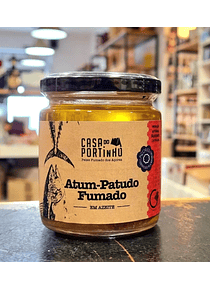 CASA DO
PORTINHO
Peixe Fumado dos Açores
Atum-Patudo
Fumado
EM AZEITE